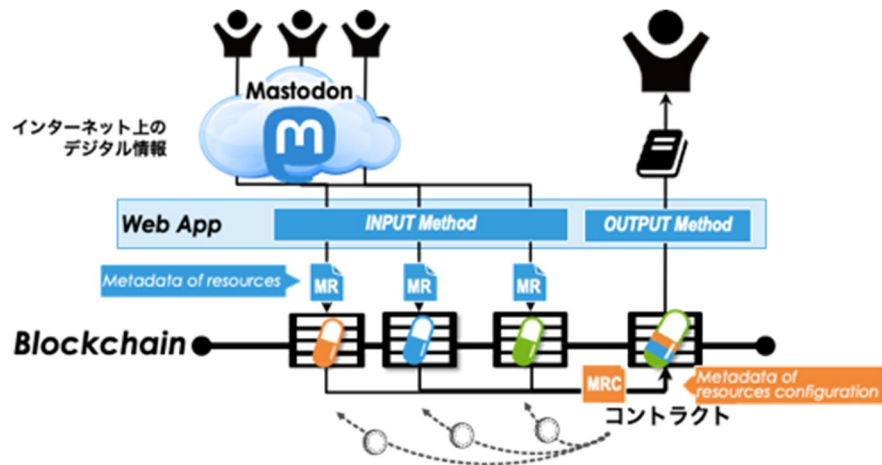 Mastodon
m
インターネット上の
デジタル情報
Web App
INPUT Method
OUTPUT Method
Metadada of resources
MR
MR
MR
Blockchain
MRC
Metadata of
resources configuration
コントラクト